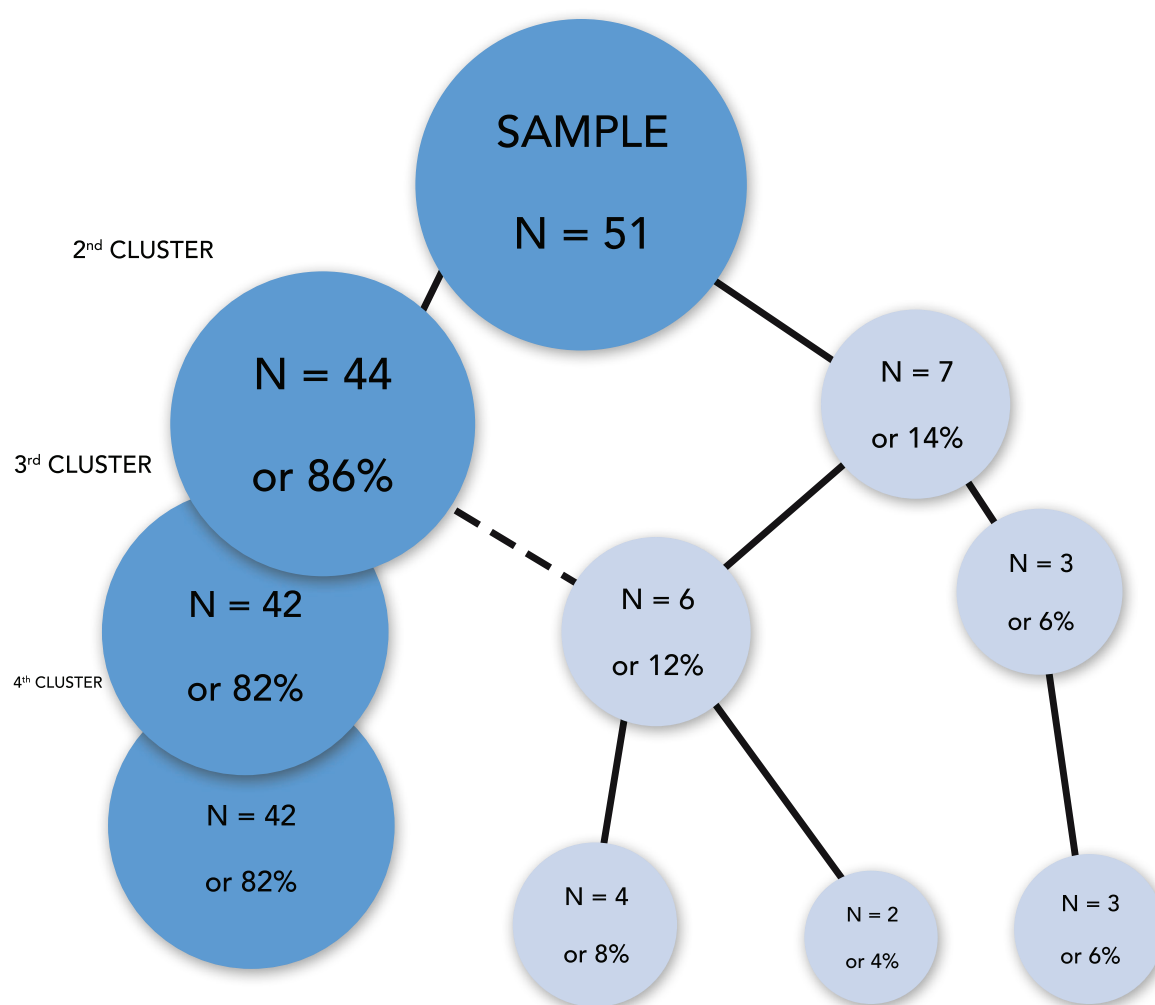 SAMPLE
N = 51
2nd CLUSTER
N = 44
or 86%
N = 7
or 14%
3rd CLUSTER
N = 42
or 82%
N = 6
or 12%
N = 3
or 6%
4th CLUSTER
N = 42
or 82%
N = 4
or 8%
N = 2
or 4%
N = 3
or 6%